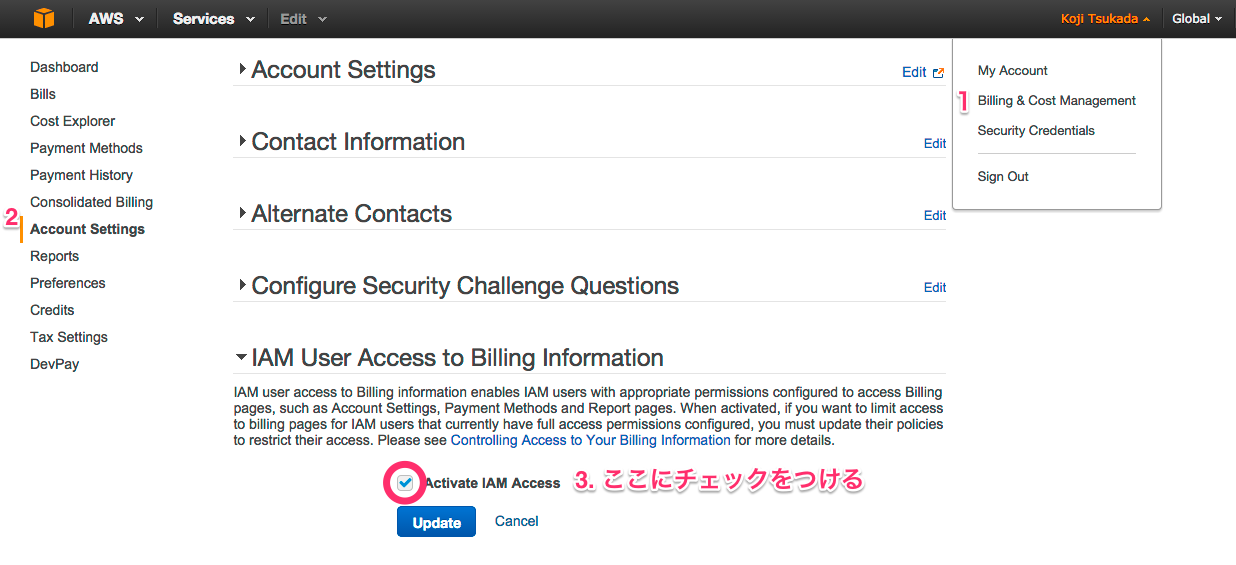 AWS Services Edit Koji Tsukada Global
My Account
1 Billing & Cost Management
Security Credentials
Sign Out
Dashboard
Bills
Cost Explorer
Payment Methods
Payment History
Consolidated Billing
2 Account Settings
Reports
Preferences
Credits
Tax Settings
DevPay
Account Settings Edit
Contact Information Edit
Alternate Contacts Edit
Configure Security Challenge Questions Edit
IAM User Access to Billing Information
IAM user access to Billing information enables IAM users with appropriate permissions configured to access Billing
pages, such as Account Settings, Payment Methods and Report pages. When activated, if you want to limit access
to billing pages for IAM users that currently have full access permissions configured, you must update their policies
to restrict their access. Please see Controlling Access to Your Billing Information for more details.
Activate IAM Access 3. ここにチェックをつける
Update Cancel